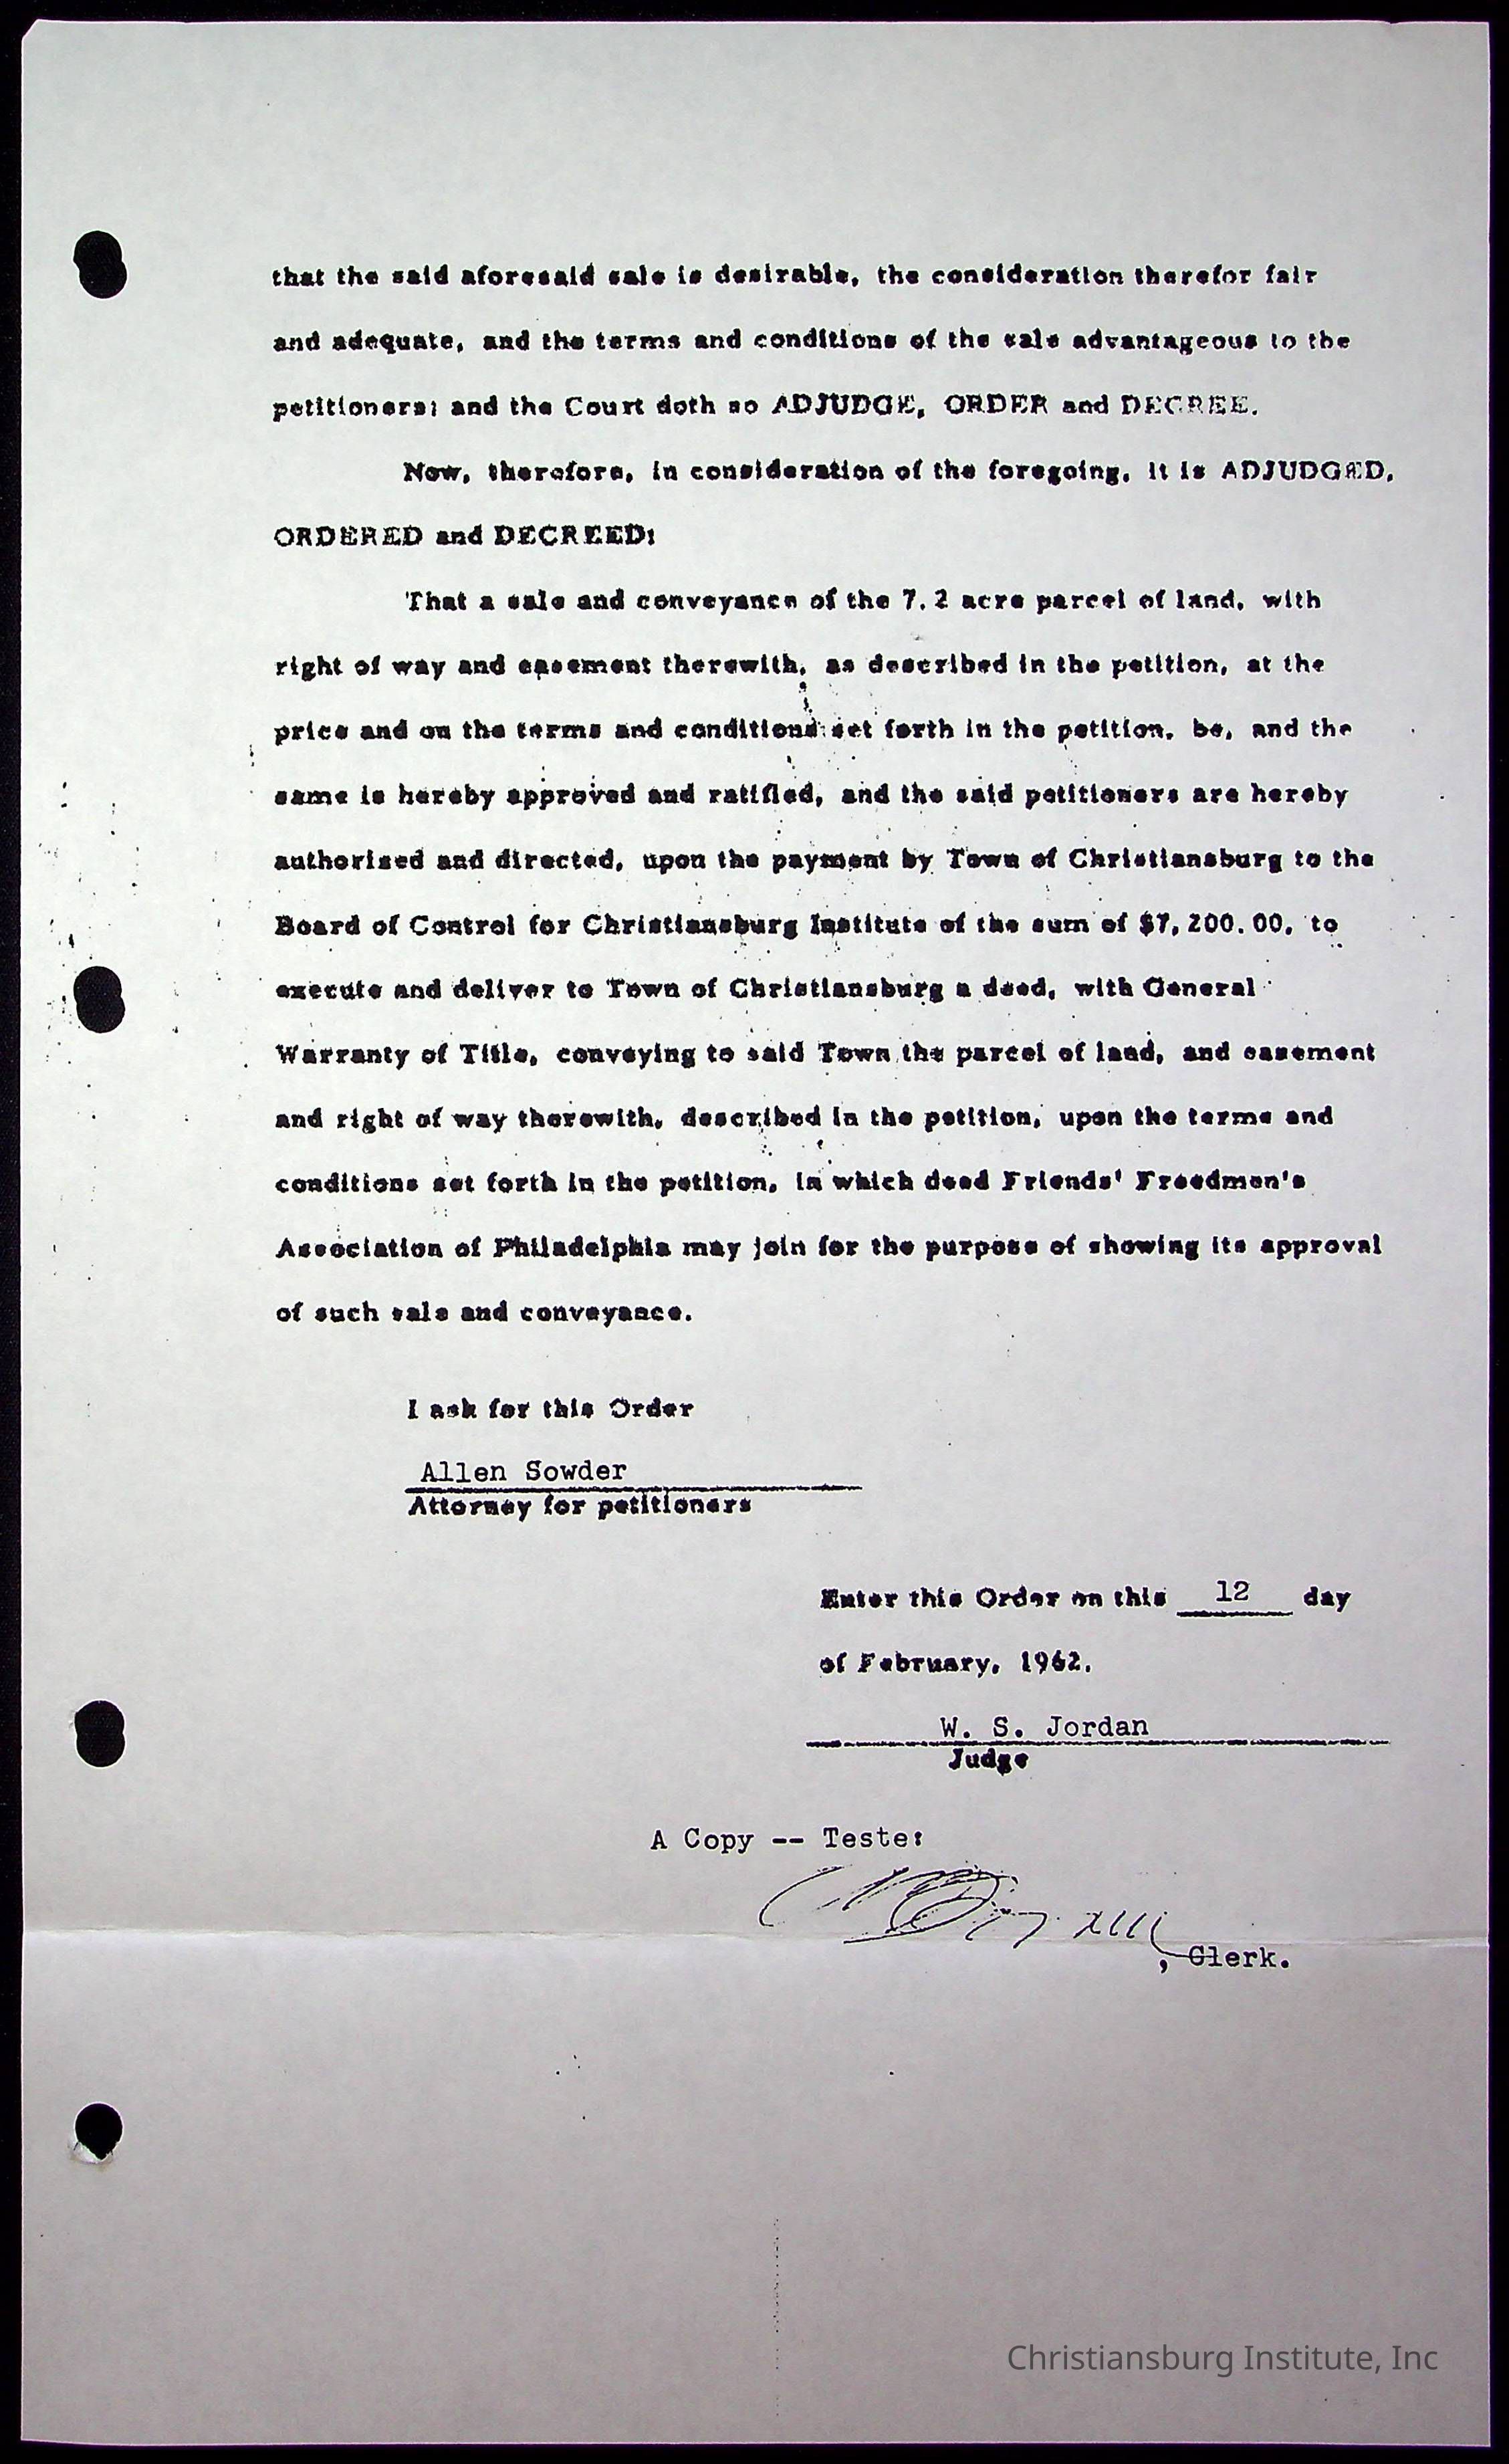 that the said aforesaid sale is desirable, the consideration therefor fair
and adequate, and the terms and conditions of the sale advantageous to the
petitioners; and the Court doth so ADJUDGE, ORDER and DECREE.
Now, therefore, in consideration of the foregoing, it is ADJUDGED,
ORDERED and DECREED:
That a sale and conveyance of the 7.2 acre parcel of land, with
right of way and easement therewith, as described in the petition, at the
price and on the terms and conditions set forth in the petition, be, and the
same is hereby approved and ratified, and the said petitioners are hereby
authorized and directed, upon the payment by Town of Christiansburg to the
Board of Control for Christiansburg Institute of the sum of $7,200.00, to
execute and deliver to Town of Christiansburg a deed, with General
Warranty of Title, conveying to said Town the parcel of land, and easement
and right of way therewith, described in the petition, upon the terms and
conditions set forth in the petition, in which deed Friends' Freedmen's
Association of Philadelphia may join for the purpose of showing its approval
of such sale and conveyance.
I ask for this Order
Allen Sowder
Attorney for petitioners
Enter this Order on this 12 day
of February, 1962.
W. S. Jordan
Judge
A Copy -- Teste:
, Clerk.
Christiansburg Institute, Inc